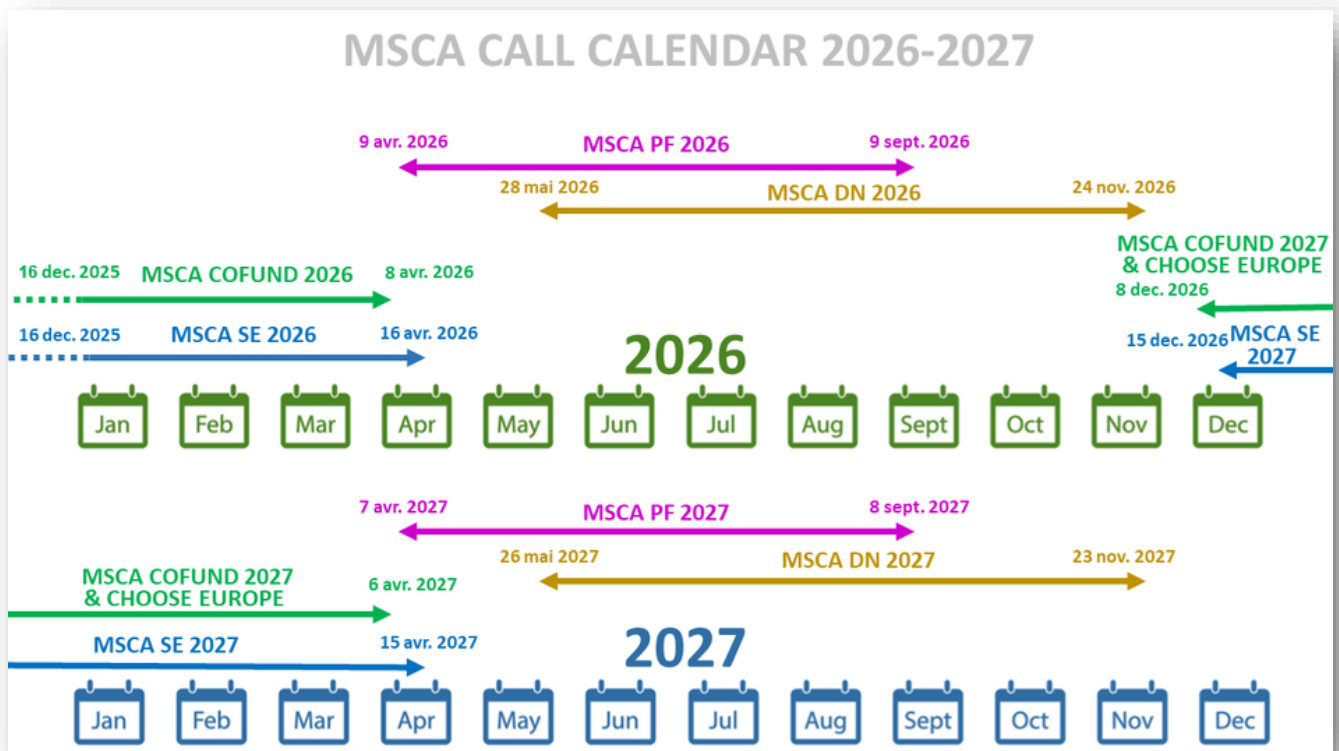 MSCA CALL CALENDAR 2026-2027
9 avr. 2026 MSCA PF 2026 9 sept. 2026
28 mai 2026 MSCA DN 2026 24 nov. 2026
16 dec. 2025 MSCA COFUND 2026 8 avr. 2026
MSCA COFUND 2027
& CHOOSE EUROPE
8 dec. 2026
16 dec. 2025 MSCA SE 2026 16 avr. 2026
15 dec. 2026 MSCA SE
2027
2026
Jan Feb Mar Apr May Jun Jul Aug Sept Oct Nov Dec
7 avr. 2027 MSCA PF 2027 8 sept. 2027
26 mai 2027 MSCA DN 2027 23 nov. 2027
MSCA COFUND 2027
& CHOOSE EUROPE
6 avr. 2027
MSCA SE 2027 15 avr. 2027
2027
Jan Feb Mar Apr May Jun Jul Aug Sept Oct Nov Dec